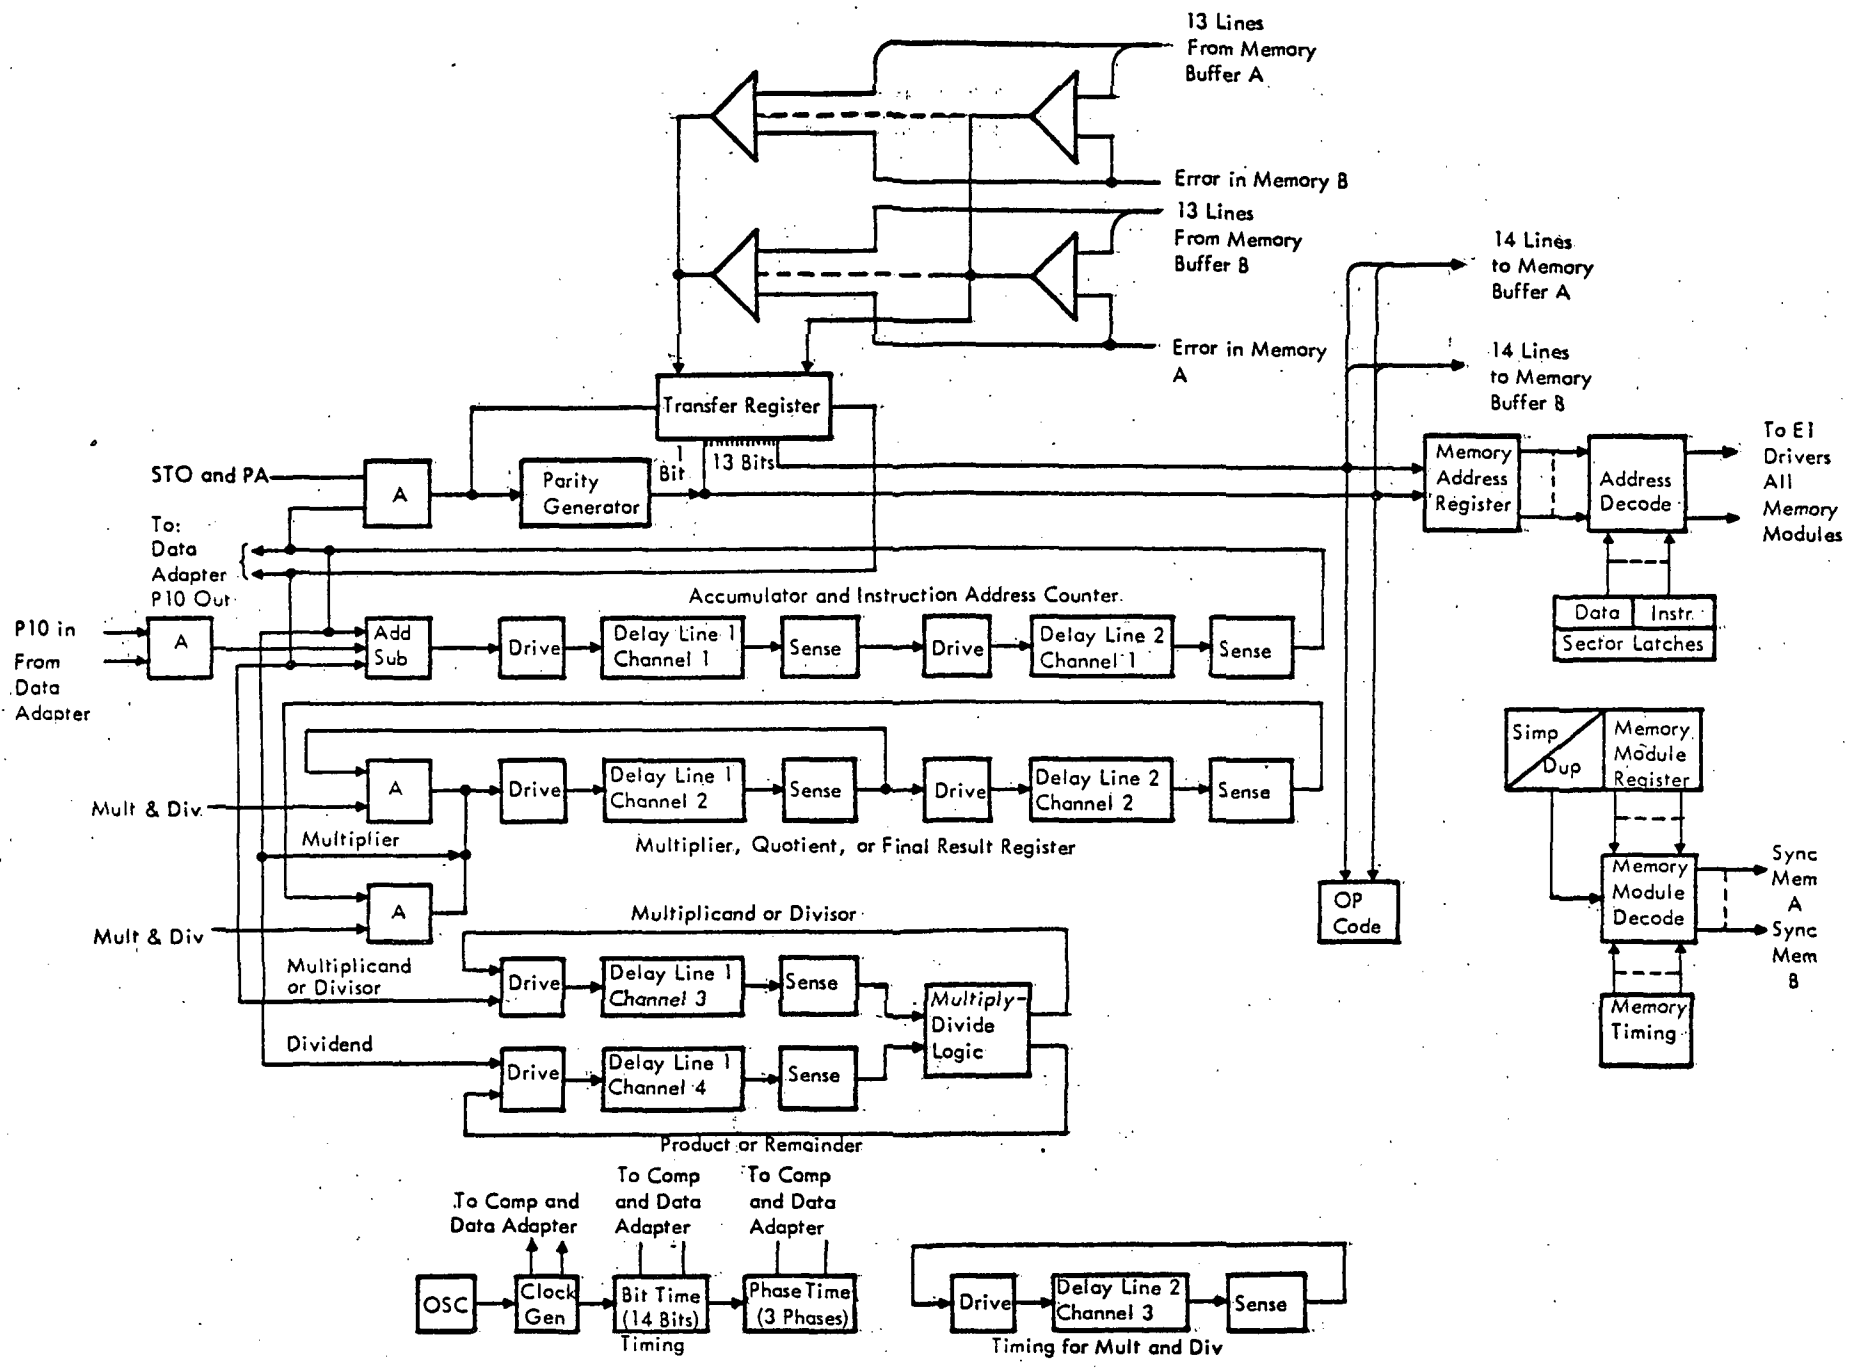 13 Lines
From Memory
Buffer A
Error in Memory B
13 Lines
From Memory
Buffer B
Error in Memory
A
14 Lines
to Memory
Buffer A
14 Lines
to Memory
Buffer B
Transfer Register
1
Bit
13 Bits
STO and PA
A
Parity
Generator
Memory
Address
Register
Address
Decode
To E1
Drivers
All
Memory
Modules
To:
Data
Adapter
P10 Out
Accumulator and Instruction Address Counter
Data
Instr.
Sector Latches
P10 in
From
Data
Adapter
A
Add
Sub
Drive
Delay Line 1
Channel 1
Sense
Drive
Delay Line 2
Channel 1
Sense
Simp
Dup
Memory
Module
Register
Mult & Div
A
Drive
Delay Line 1
Channel 2
Sense
Drive
Delay Line 2
Channel 2
Sense
Multiplier
Multiplier, Quotient, or Final Result Register
Mult & Div
A
OP
Code
Memory
Module
Decode
Sync
Mem
A
Sync
Mem
B
Memory
Timing
Multiplicand or Divisor
Multiplicand
or Divisor
Drive
Delay Line 1
Channel 3
Sense
Multiply-
Divide
Logic
Dividend
Drive
Delay Line 1
Channel 4
Sense
Product or Remainder
To Comp and
Data Adapter
To Comp
and Data
Adapter
To Comp
and Data
Adapter
OSC
Clock
Gen
Bit Time
(14 Bits)
Phase Time
(3 Phases)
Timing
Drive
Delay Line 2
Channel 3
Sense
Timing for Mult and Div